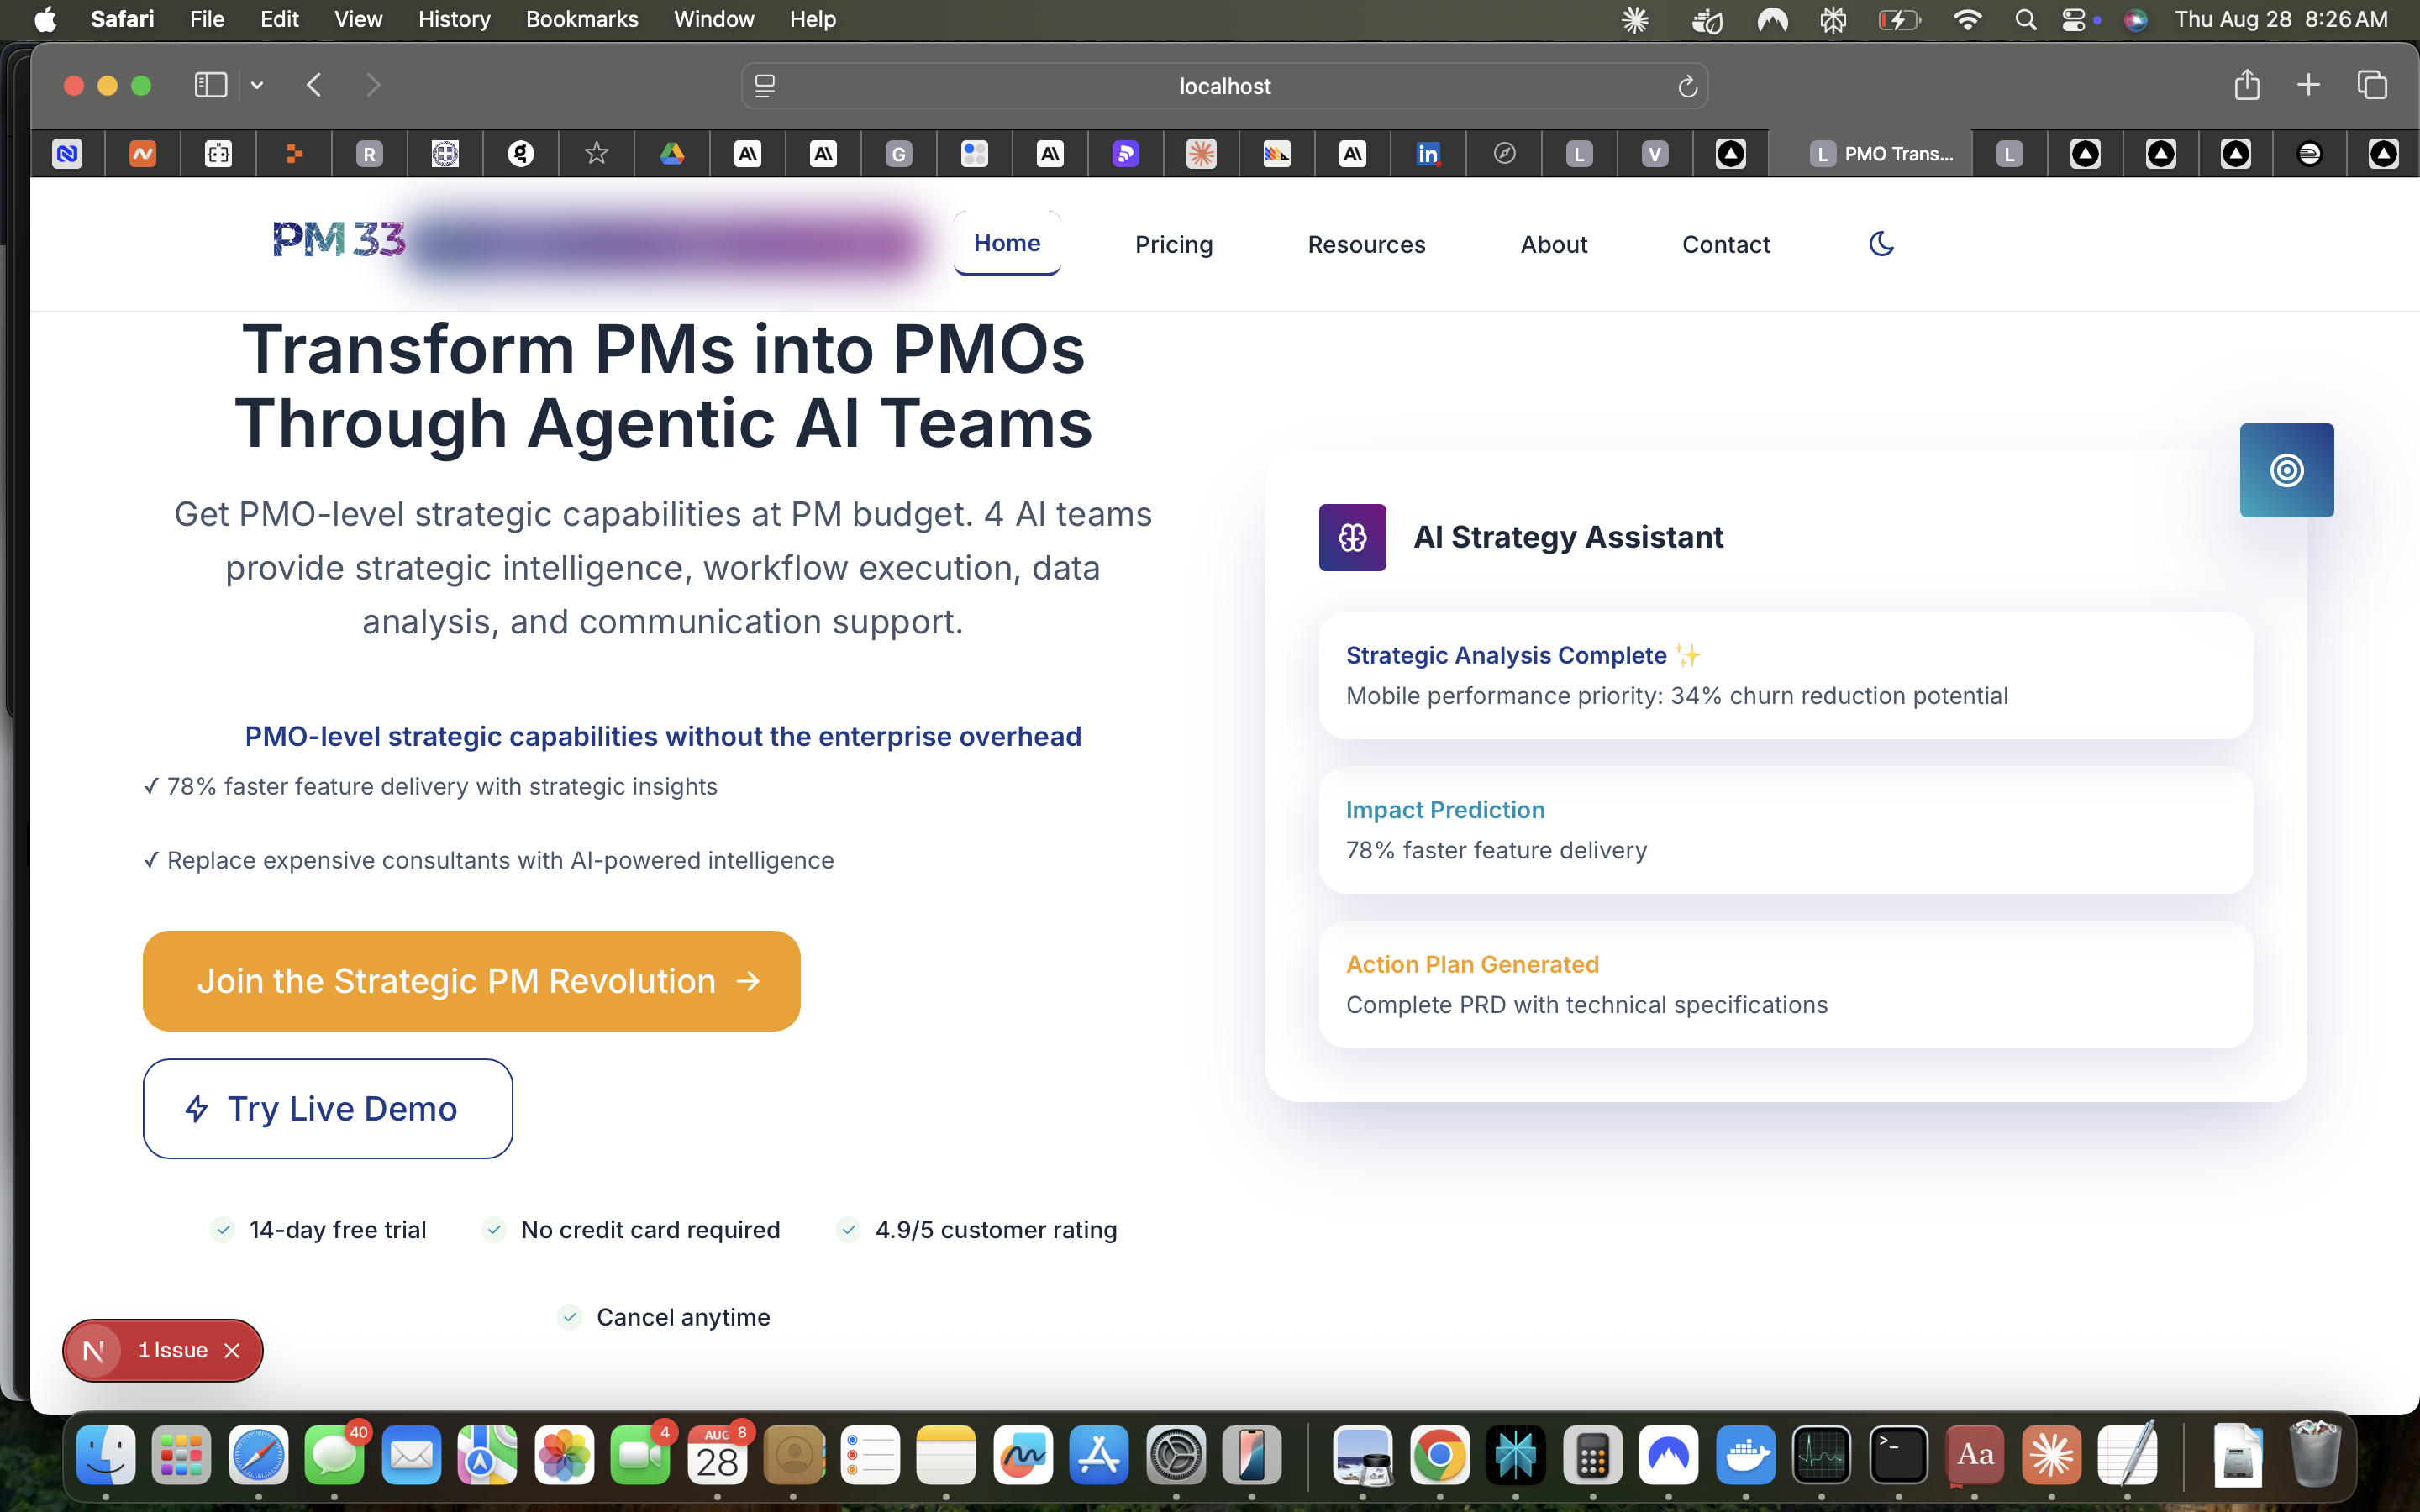 Safari File Edit View History Bookmarks Window Help Thu Aug 28 8:26 AM
localhost
R G L V L PMO Trans... L
PM 33 Home Pricing Resources About Contact
Transform PMs into PMOs
Through Agentic AI Teams
Get PMO-level strategic capabilities at PM budget. 4 AI teams
provide strategic intelligence, workflow execution, data
analysis, and communication support.
PMO-level strategic capabilities without the enterprise overhead
✓ 78% faster feature delivery with strategic insights
✓ Replace expensive consultants with AI-powered intelligence
Join the Strategic PM Revolution →
Try Live Demo
14-day free trial No credit card required 4.9/5 customer rating
Cancel anytime
AI Strategy Assistant
Strategic Analysis Complete ✨
Mobile performance priority: 34% churn reduction potential
Impact Prediction
78% faster feature delivery
Action Plan Generated
Complete PRD with technical specifications
N 1 Issue ×
40 4 AUG 8
28 >_ Aa